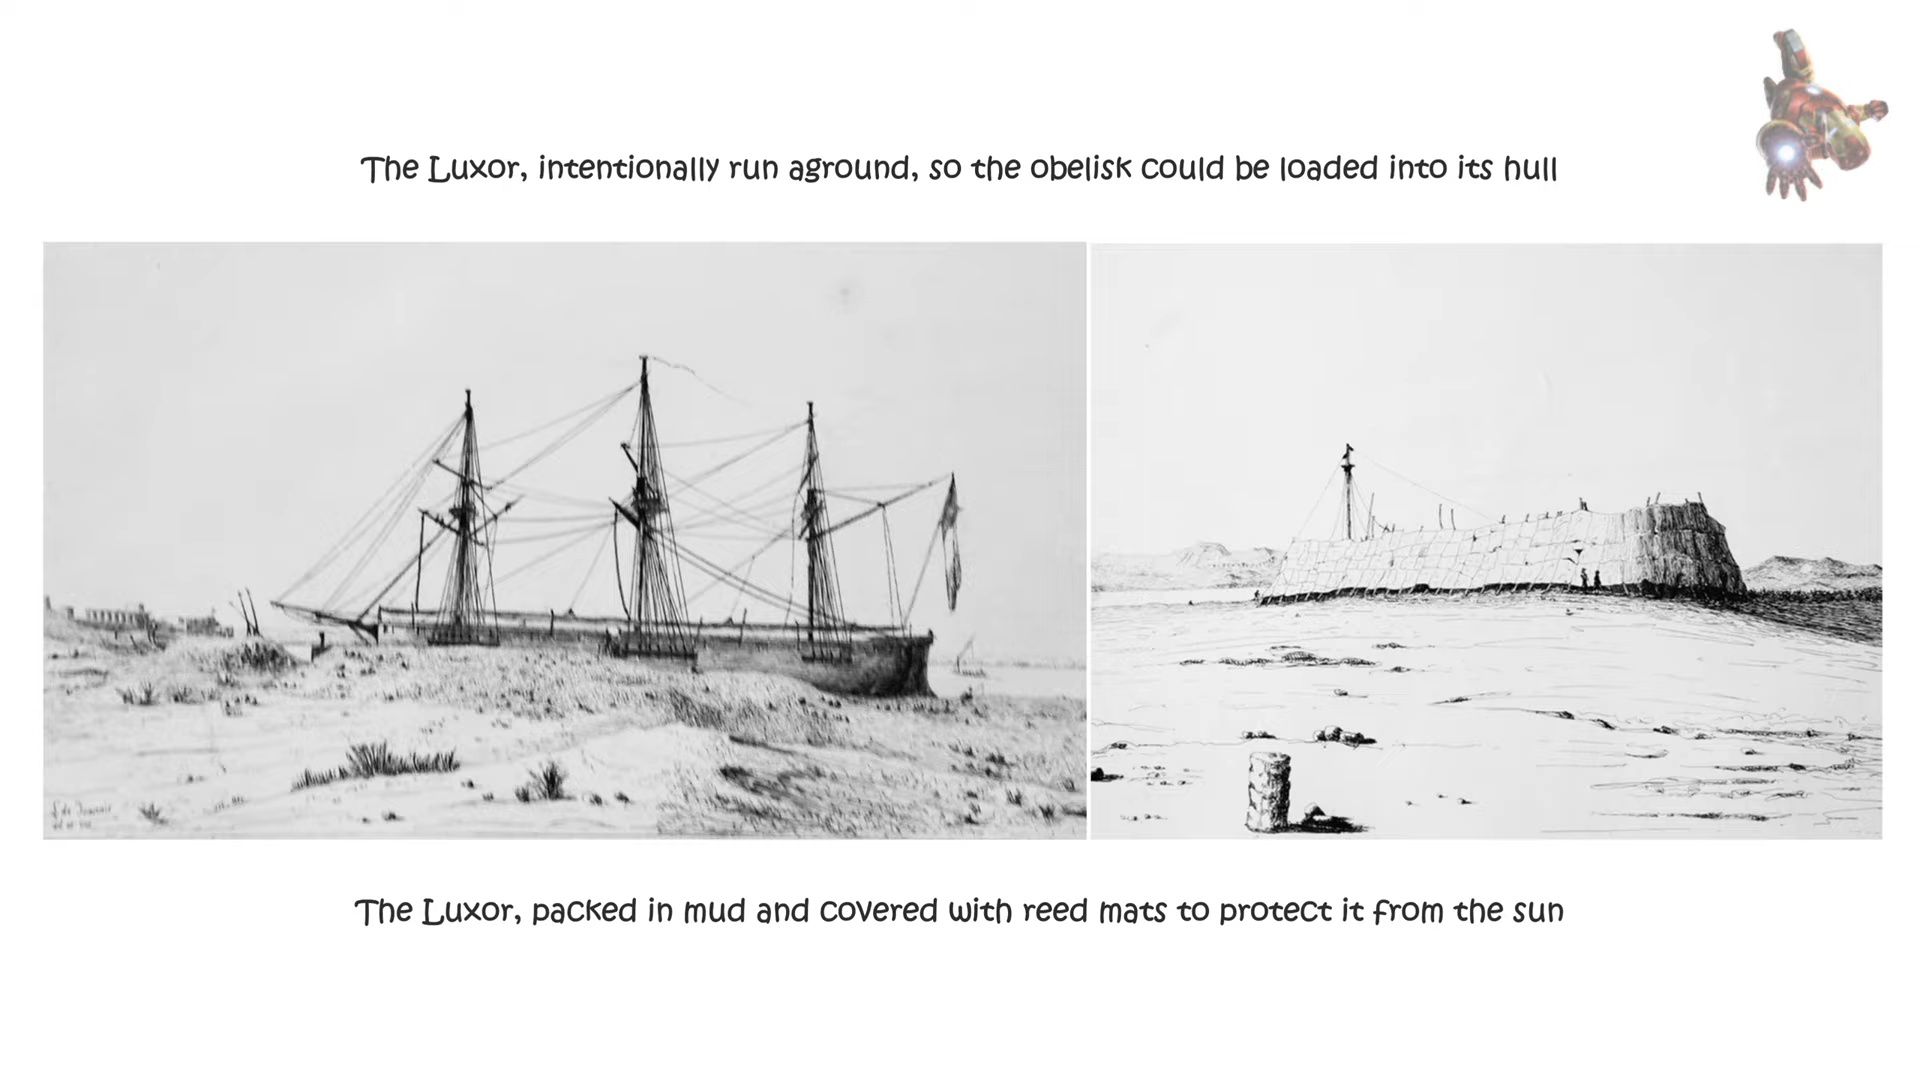 The Luxor, intentionally run aground, so the obelisk could be loaded into its hull
The Luxor, packed in mud and covered with reed mats to protect it from the sun